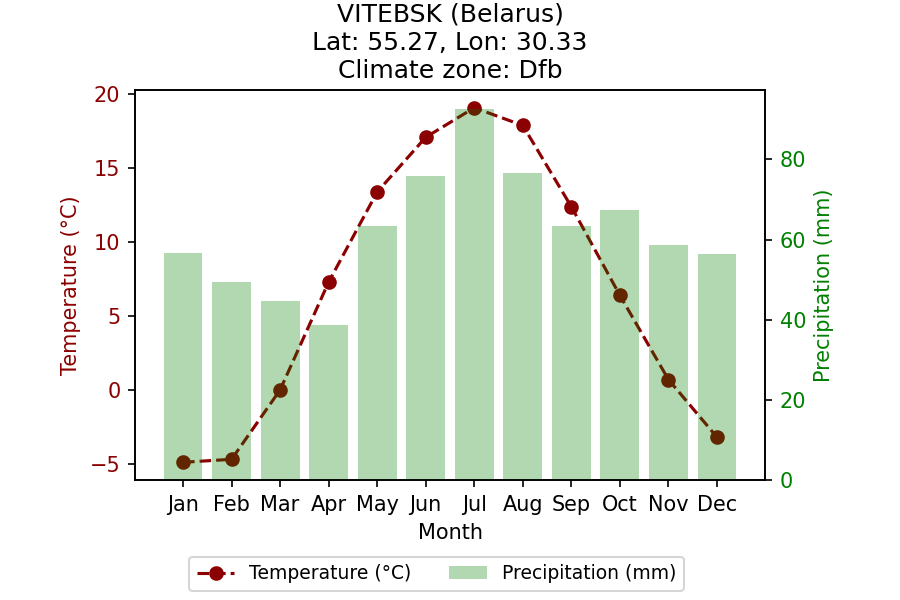 VITEBSK (Belarus)
Lat: 55.27, Lon: 30.33
Climate zone: Dfb
20
15
10
5
0
−5
Temperature (°C)
80
60
40
20
0
Precipitation (mm)
Jan Feb Mar Apr May Jun Jul Aug Sep Oct Nov Dec
Month
Temperature (°C) Precipitation (mm)